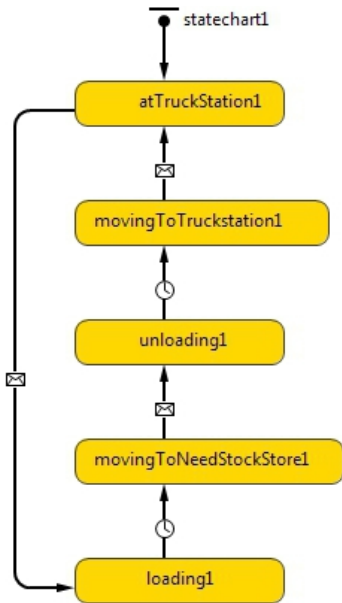 statechart1
atTruckStation1
movingToTruckstation1
unloading1
movingToNeedStockStore1
loading1